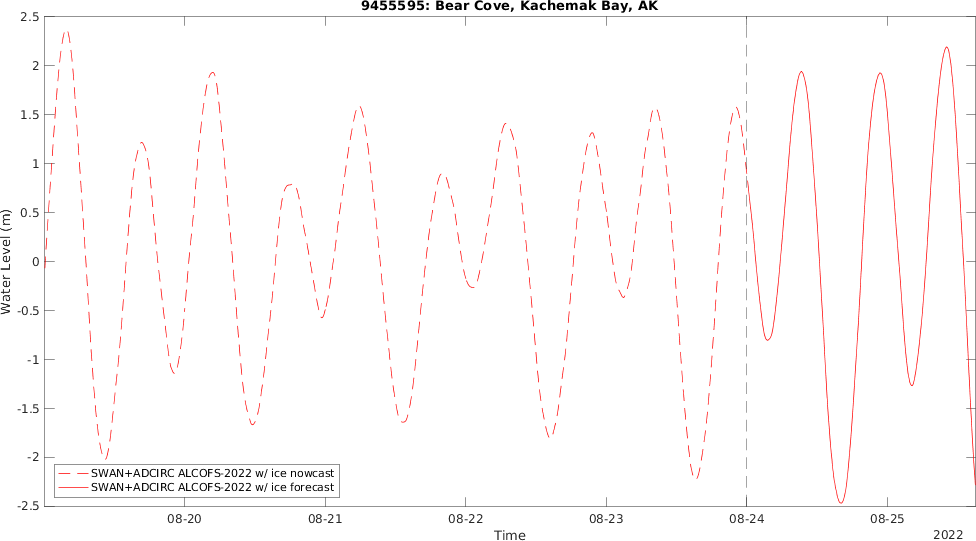 9455595: Bear Cove, Kachemak Bay, AK
2.5
2
1.5
1
0.5
0
-0.5
-1
-1.5
-2
-2.5
Water Level (m)
SWAN+ADCIRC ALCOFS-2022 w/ ice nowcast
SWAN+ADCIRC ALCOFS-2022 w/ ice forecast
08-20 08-21 08-22 08-23 08-24 08-25
Time
2022